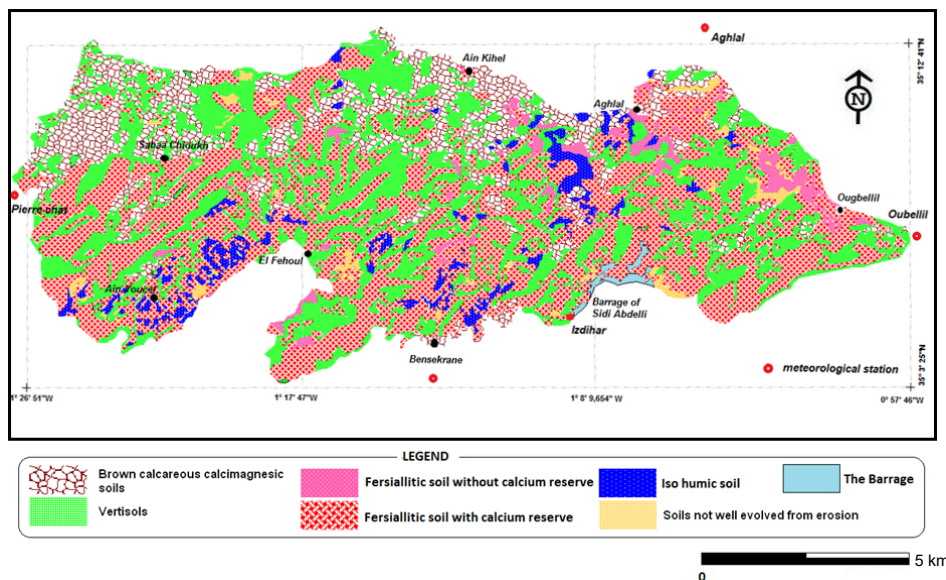 Aghlal
35°,12',41"N
Ain Kihel
Aghlal
N
Sabaa Chioukh
Pierre chat
Ougbellil
Oubellil
El Fehoul
Ain Youcef
Barrage of
Sidi Abdelli
Izdihar
Bensekrane
meteorological station
35°3'25"N
1° 26' 51"W
1° 17'47"W
1° 8'9,654" W
0° 57'46"W
LEGEND
Brown calcareous calcimagnesic
soils
Vertisols
Fersiallitic soil without calcium reserve
Fersiallitic soil with calcium reserve
Iso humic soil
Soils not well evolved from erosion
The Barrage
5 km
0